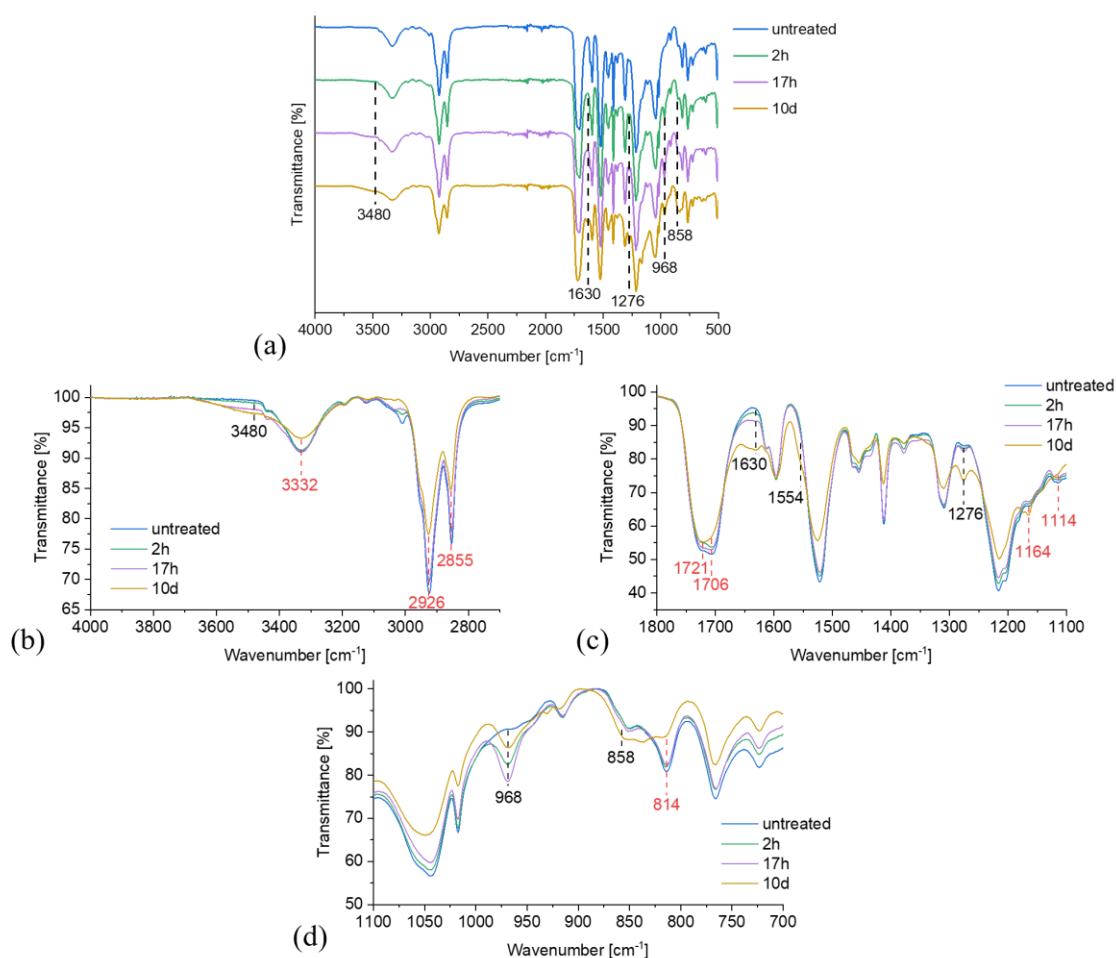 untreated
2h
17h
10d
Transmittance [%]
3480
1630
1276
968
858
4000 3500 3000 2500 2000 1500 1000 500
Wavenumber [cm-1]
(a)
100
95
90
85
80
75
70
65
Transmittance [%]
3480
3332
2855
2926
untreated
2h
17h
10d
4000 3800 3600 3400 3200 3000 2800
Wavenumber [cm-1]
(b)
100
90
80
70
60
50
40
Transmittance [%]
untreated
2h
17h
10d
1630
1554
1276
1721
1706
1164
1114
1800 1700 1600 1500 1400 1300 1200 1100
Wavenumber [cm-1]
(c)
100
90
80
70
60
50
Transmittance [%]
968
858
814
untreated
2h
17h
10d
1100 1050 1000 950 900 850 800 750 700
Wavenumber [cm-1]
(d)